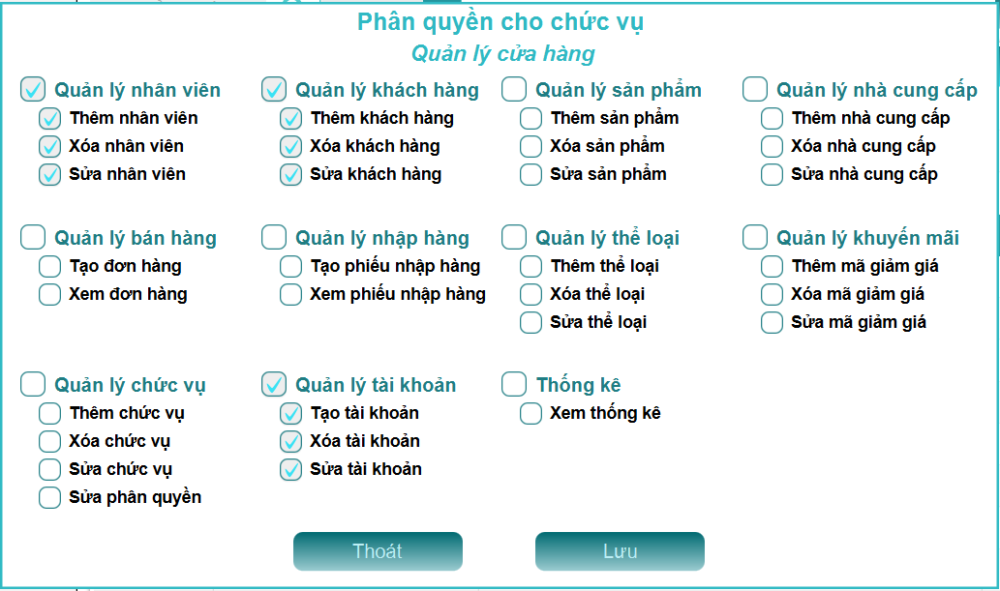 Phân quyền cho chức vụ
Quản lý cửa hàng
Quản lý nhân viên
Thêm nhân viên
Xóa nhân viên
Sửa nhân viên
Quản lý khách hàng
Thêm khách hàng
Xóa khách hàng
Sửa khách hàng
Quản lý sản phẩm
Thêm sản phẩm
Xóa sản phẩm
Sửa sản phẩm
Quản lý nhà cung cấp
Thêm nhà cung cấp
Xóa nhà cung cấp
Sửa nhà cung cấp
Quản lý bán hàng
Tạo đơn hàng
Xem đơn hàng
Quản lý nhập hàng
Tạo phiếu nhập hàng
Xem phiếu nhập hàng
Quản lý thể loại
Thêm thể loại
Xóa thể loại
Sửa thể loại
Quản lý khuyến mãi
Thêm mã giảm giá
Xóa mã giảm giá
Sửa mã giảm giá
Quản lý chức vụ
Thêm chức vụ
Xóa chức vụ
Sửa chức vụ
Sửa phân quyền
Quản lý tài khoản
Tạo tài khoản
Xóa tài khoản
Sửa tài khoản
Thống kê
Xem thống kê
Thoát
Lưu